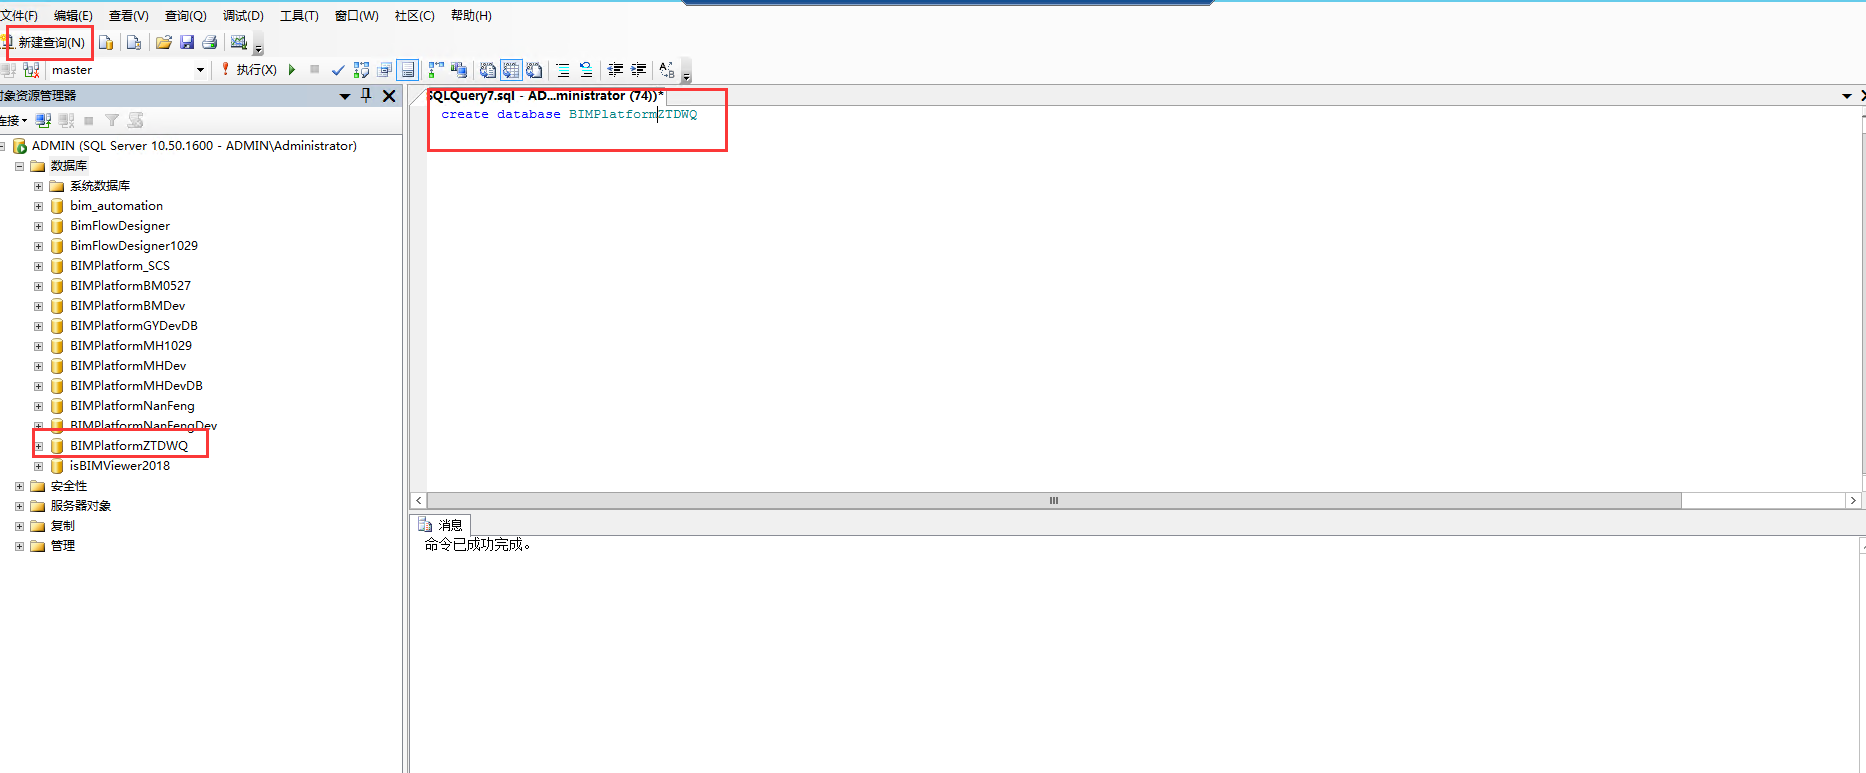 文件(F) 编辑(E) 查看(V) 查询(Q) 调试(D) 工具(T) 窗口(W) 社区(C) 帮助(H)
新建查询(N)
master 执行(X)
对象资源管理器
连接
ADMIN (SQL Server 10.50.1600 - ADMIN\Administrator)
数据库
系统数据库
bim_automation
BimFlowDesigner
BimFlowDesigner1029
BIMPlatform_SCS
BIMPlatformBM0527
BIMPlatformBMDev
BIMPlatformGYDevDB
BIMPlatformMH1029
BIMPlatformMHDev
BIMPlatformMHDevDB
BIMPlatformNanFeng
BIMPlatformNanFengDev
BIMPlatformZTDWQ
isBIMViewer2018
安全性
服务器对象
复制
管理
SQLQuery7.sql - AD...ministrator (74))*
create database BIMPlatformZTDWQ
消息
命令已成功完成。